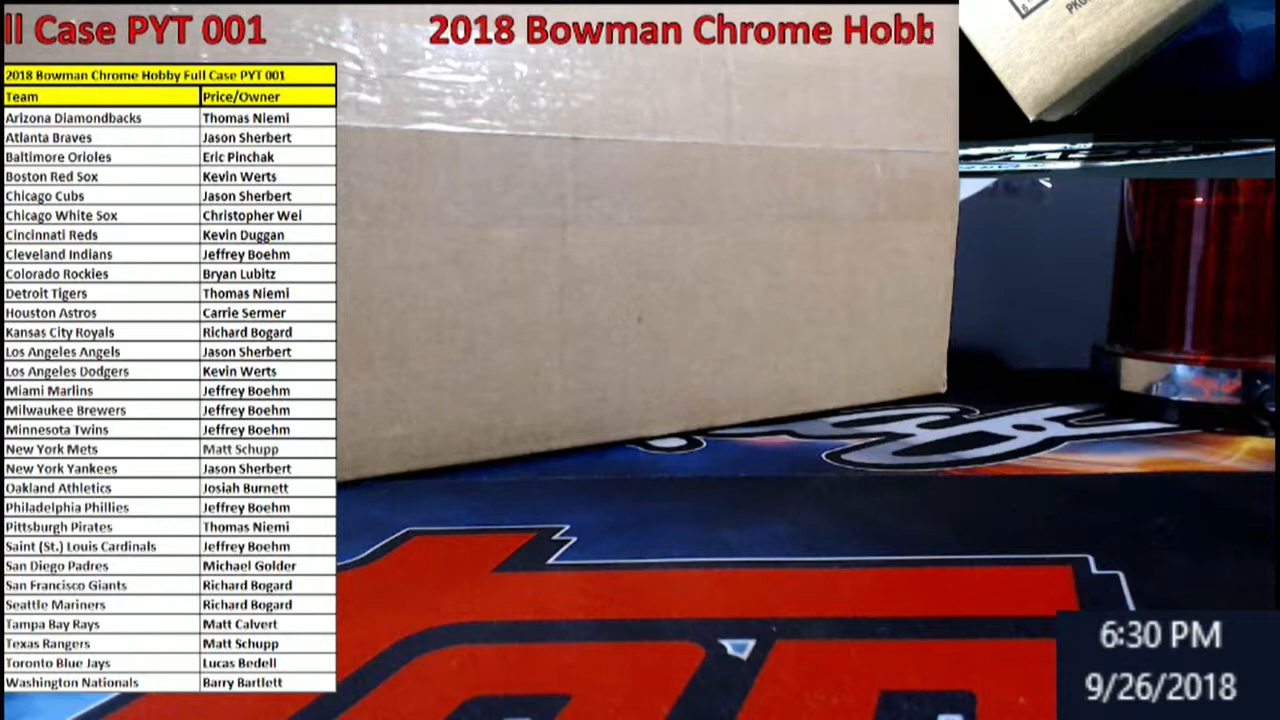 ll Case PYT 001 2018 Bowman Chrome Hobb
2018 Bowman Chrome Hobby Full Case PYT 001
Team Price/Owner
Arizona Diamondbacks Thomas Niemi
Atlanta Braves Jason Sherbert
Baltimore Orioles Eric Pinchak
Boston Red Sox Kevin Werts
Chicago Cubs Jason Sherbert
Chicago White Sox Christopher Wei
Cincinnati Reds Kevin Duggan
Cleveland Indians Jeffrey Boehm
Colorado Rockies Bryan Lubitz
Detroit Tigers Thomas Niemi
Houston Astros Carrie Sermer
Kansas City Royals Richard Bogard
Los Angeles Angels Jason Sherbert
Los Angeles Dodgers Kevin Werts
Miami Marlins Jeffrey Boehm
Milwaukee Brewers Jeffrey Boehm
Minnesota Twins Jeffrey Boehm
New York Mets Matt Schupp
New York Yankees Jason Sherbert
Oakland Athletics Josiah Burnett
Philadelphia Phillies Jeffrey Boehm
Pittsburgh Pirates Thomas Niemi
Saint (St.) Louis Cardinals Jeffrey Boehm
San Diego Padres Michael Golder
San Francisco Giants Richard Bogard
Seattle Mariners Richard Bogard
Tampa Bay Rays Matt Calvert
Texas Rangers Matt Schupp
Toronto Blue Jays Lucas Bedell
Washington Nationals Barry Bartlett
6:30 PM
9/26/2018